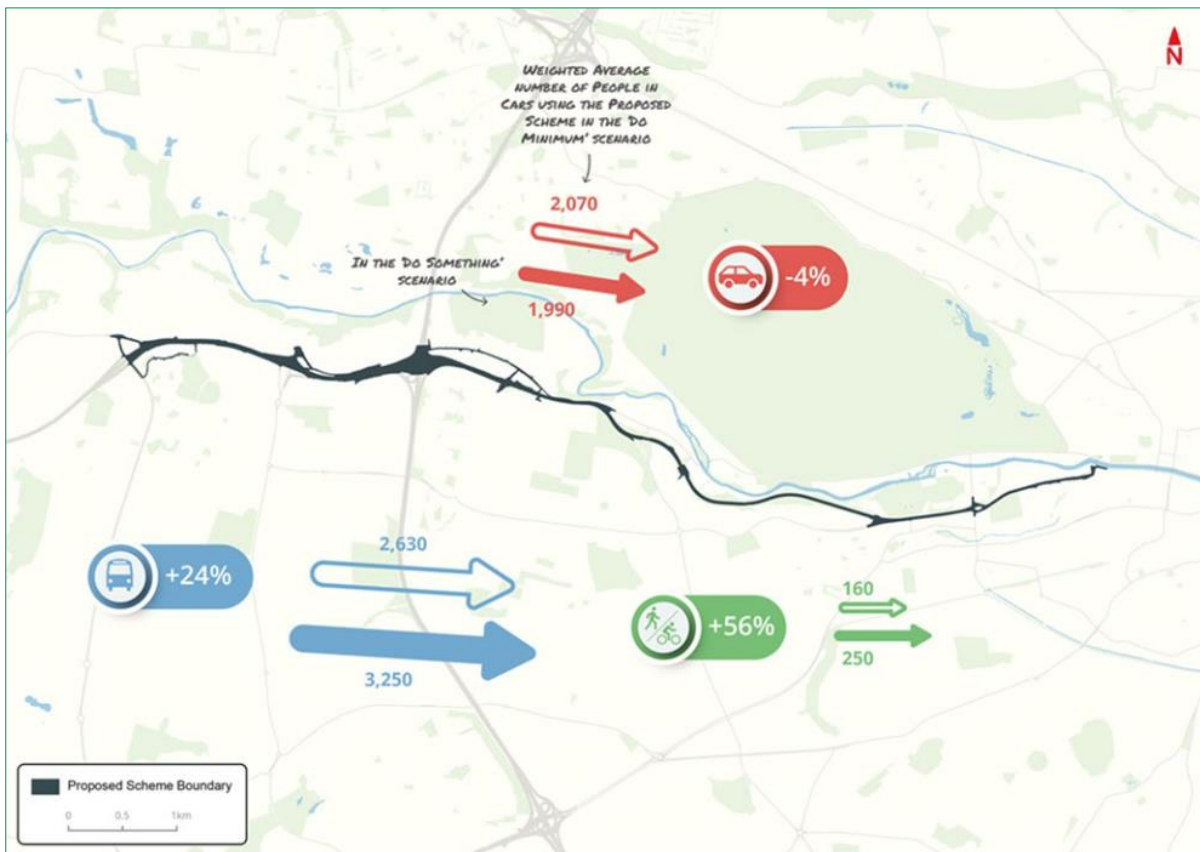 N
WEIGHTED AVERAGE
NUMBER OF PEOPLE IN
CARS USING THE PROPOSED
SCHEME IN THE 'DO
MINIMUM' SCENARIO
2,070
IN THE 'DO SOMETHING'
SCENARIO
-4%
1,990
2,630
+24%
160
+56%
250
3,250
Proposed Scheme Boundary
0 0.5 1km